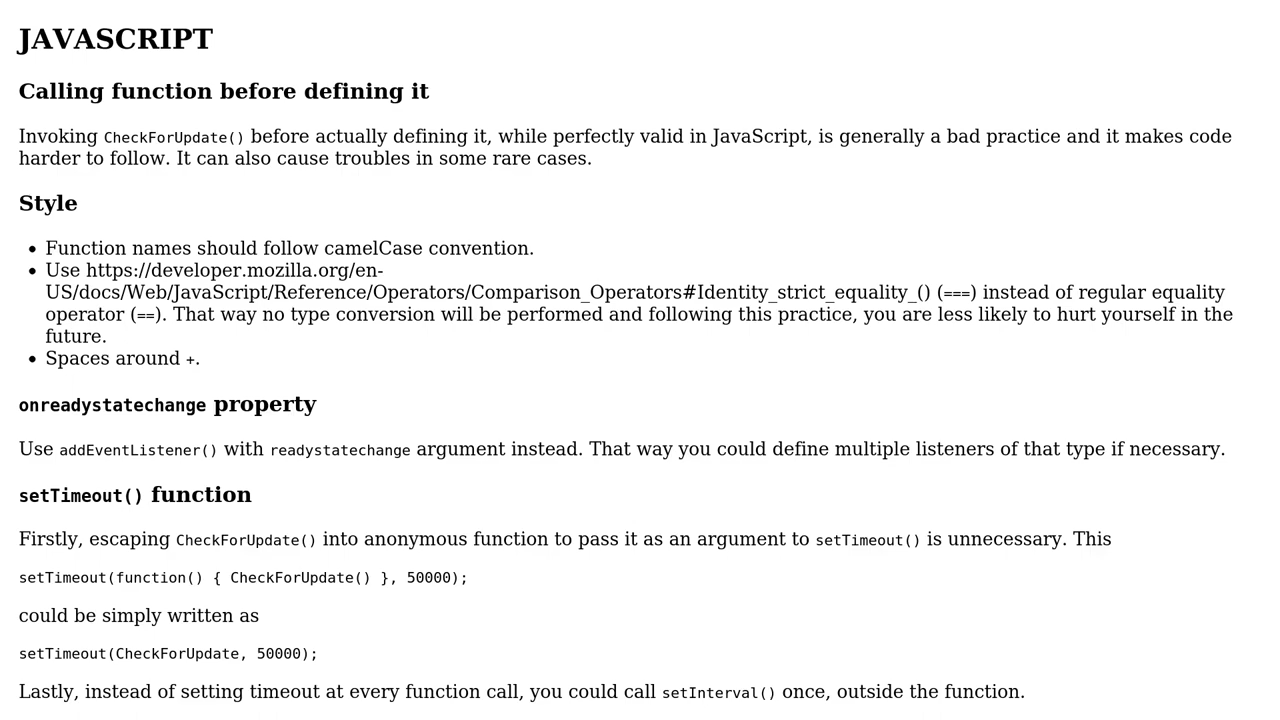 JAVASCRIPT
Calling function before defining it
Invoking CheckForUpdate() before actually defining it, while perfectly valid in JavaScript, is generally a bad practice and it makes code
harder to follow. It can also cause troubles in some rare cases.
Style
• Function names should follow camelCase convention.
• Use https://developer.mozilla.org/en-
US/docs/Web/JavaScript/Reference/Operators/Comparison_Operators#Identity_strict_equality_() (===) instead of regular equality
operator (==). That way no type conversion will be performed and following this practice, you are less likely to hurt yourself in the
future.
• Spaces around +.
onreadystatechange property
Use addEventListener() with readystatechange argument instead. That way you could define multiple listeners of that type if necessary.
setTimeout() function
Firstly, escaping CheckForUpdate() into anonymous function to pass it as an argument to setTimeout() is unnecessary. This
setTimeout(function() { CheckForUpdate() }, 50000);
could be simply written as
setTimeout(CheckForUpdate, 50000);
Lastly, instead of setting timeout at every function call, you could call setInterval() once, outside the function.